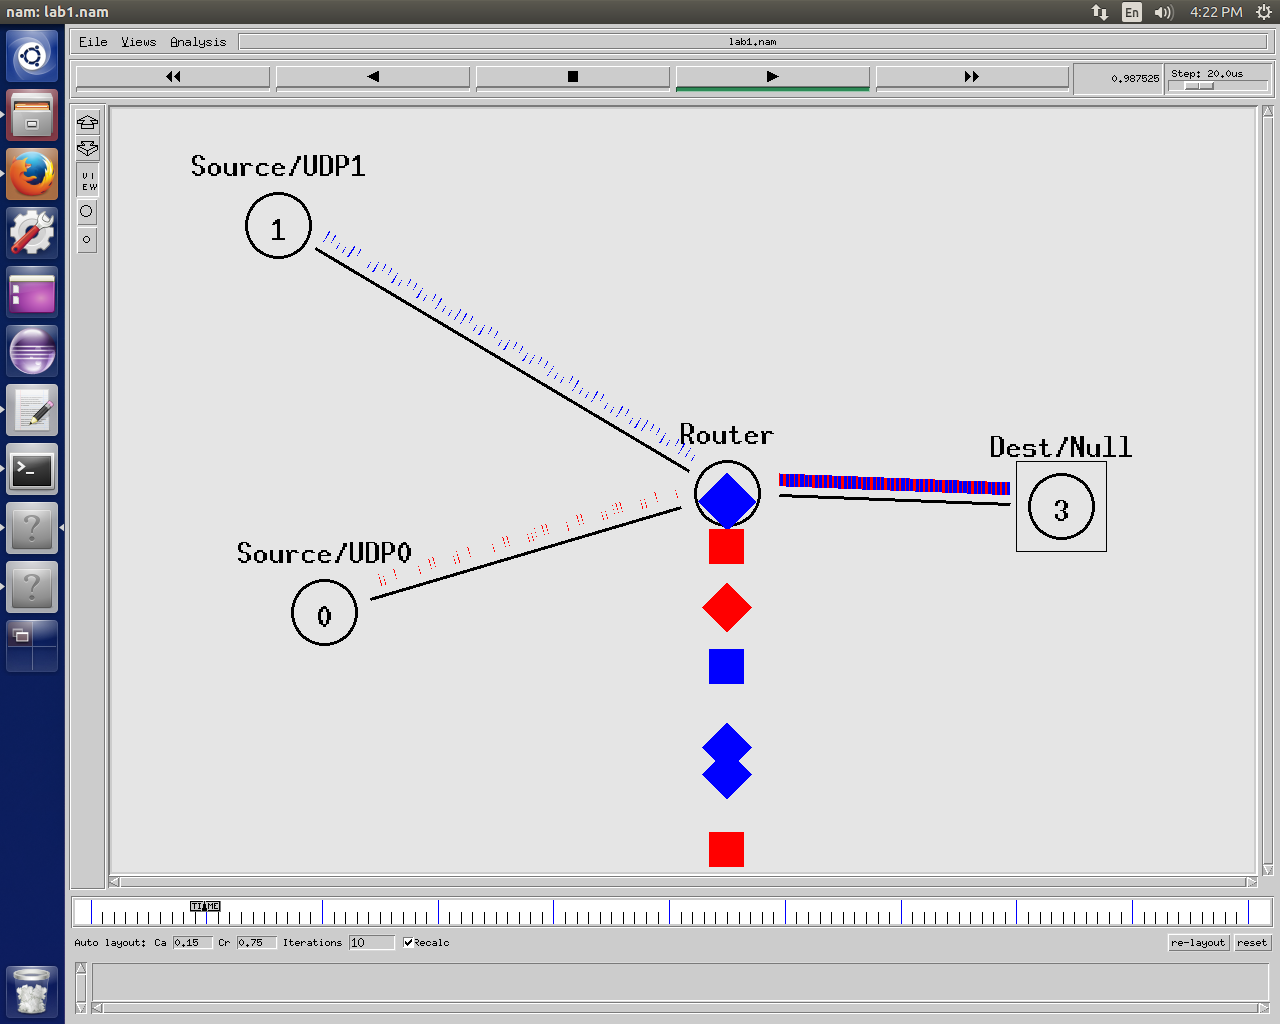 nam: lab1.nam
En
4:22 PM
File Views Analysis
lab1.nam
0.987525
Step: 20.0us
VI
EW
Source/UDP1
1
Router
Dest/Null
3
Source/UDP0
0
TIME
Auto layout: Ca 0.15 Cr 0.75 Iterations 10 Recalc
re-layout reset